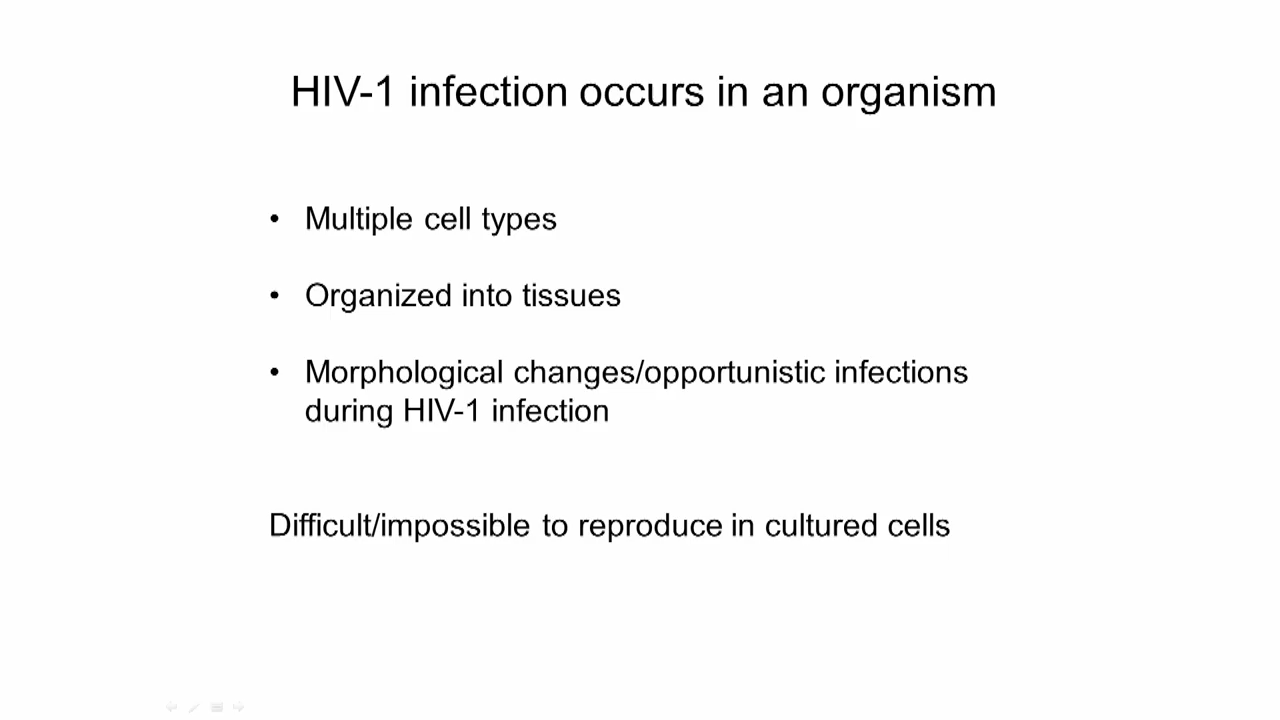 HIV-1 infection occurs in an organism
• Multiple cell types
• Organized into tissues
• Morphological changes/opportunistic infections
during HIV-1 infection
Difficult/impossible to reproduce in cultured cells